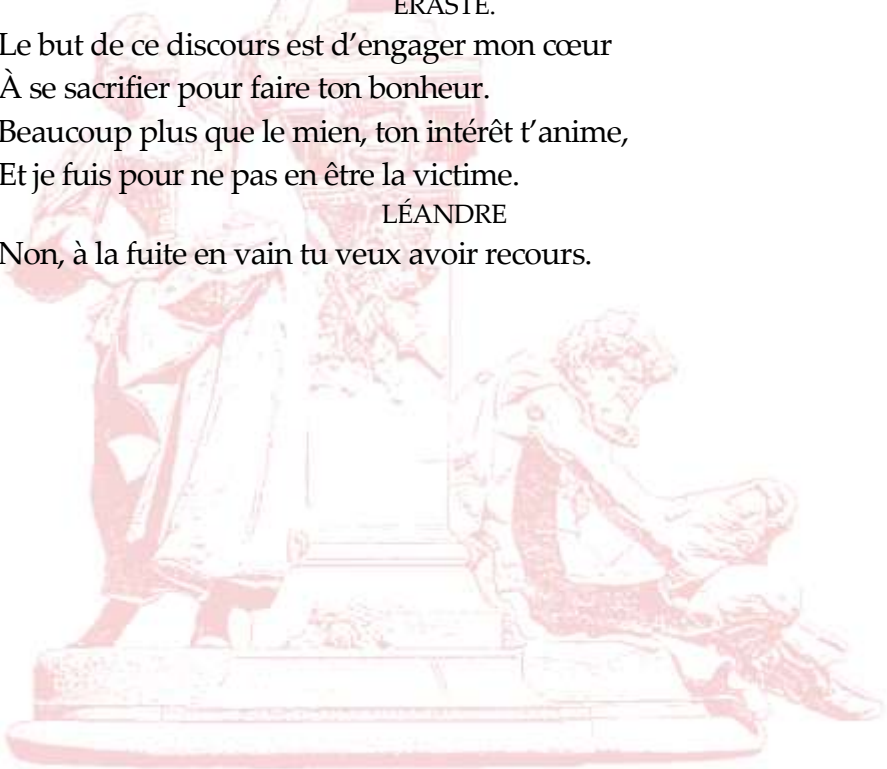 ÉRASTE.
Le but de ce discours est d’engager mon cœur
À se sacrifier pour faire ton bonheur.
Beaucoup plus que le mien, ton intérêt t’anime,
Et je fuis pour ne pas en être la victime.
LÉANDRE
Non, à la fuite en vain tu veux avoir recours.